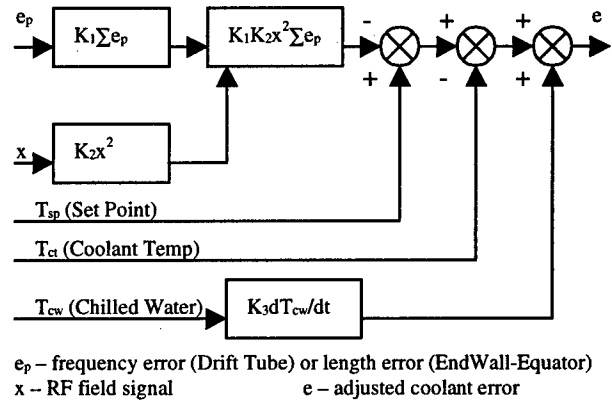 eₚ
K₁∑eₚ
K₁K₂x²∑eₚ
- + + e
+ - +
x
K₂x²
Tsp (Set Point)
Tct (Coolant Temp)
Tcw (Chilled Water)
K₃dTcw/dt
eₚ – frequency error (Drift Tube) or length error (EndWall-Equator)
x – RF field signal e – adjusted coolant error